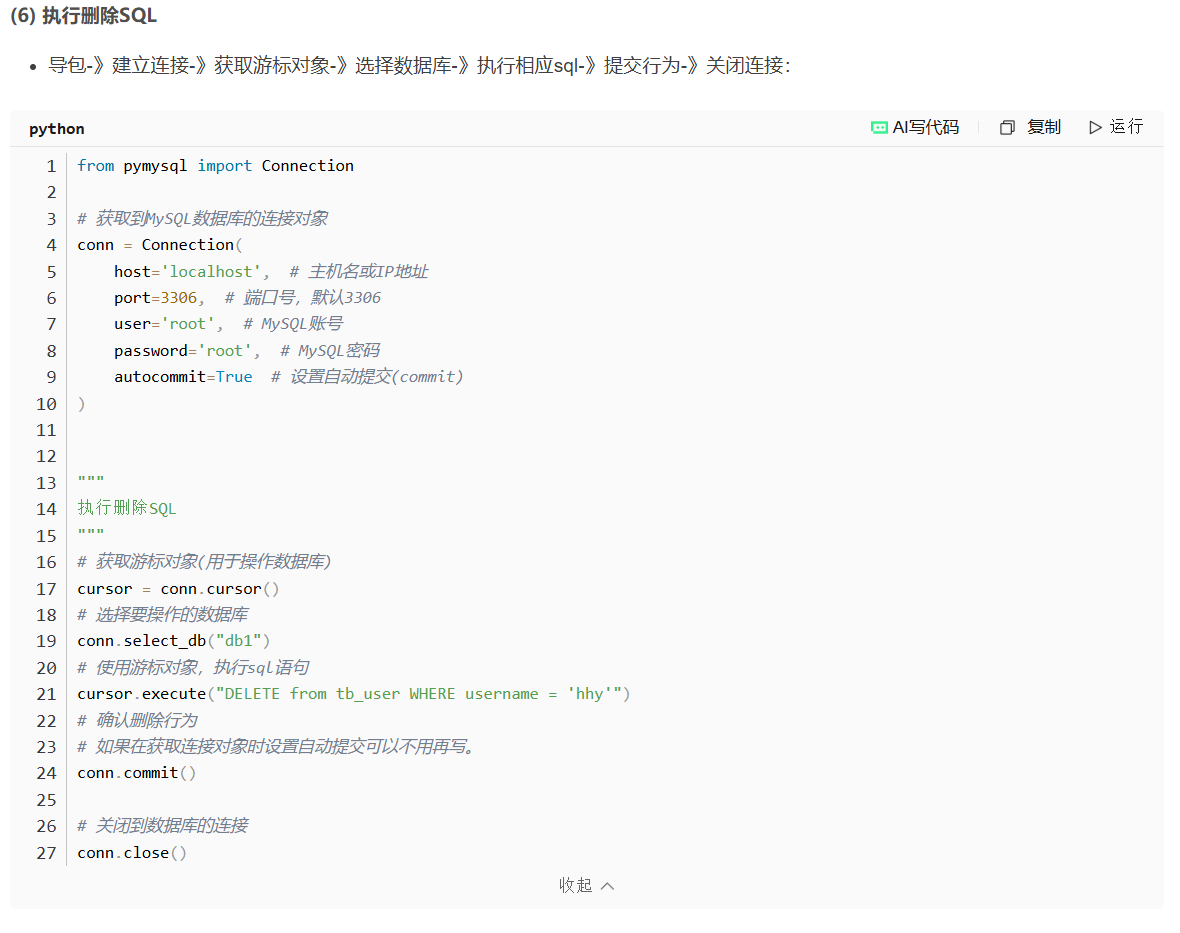 (6) 执行删除SQL
• 导包-》建立连接-》获取游标对象-》选择数据库-》执行相应sql-》提交行为-》关闭连接：
python AI写代码 复制 运行
1 from pymysql import Connection
2
3 # 获取到MySQL数据库的连接对象
4 conn = Connection(
5     host='localhost',  # 主机名或IP地址
6     port=3306,  # 端口号，默认3306
7     user='root',  # MySQL账号
8     password='root',  # MySQL密码
9     autocommit=True  # 设置自动提交(commit)
10 )
11
12
13 """
14 执行删除SQL
15 """
16 # 获取游标对象(用于操作数据库)
17 cursor = conn.cursor()
18 # 选择要操作的数据库
19 conn.select_db("db1")
20 # 使用游标对象，执行sql语句
21 cursor.execute("DELETE from tb_user WHERE username = 'hhy'")
22 # 确认删除行为
23 # 如果在获取连接对象时设置自动提交可以不用再写。
24 conn.commit()
25
26 # 关闭到数据库的连接
27 conn.close()
收起